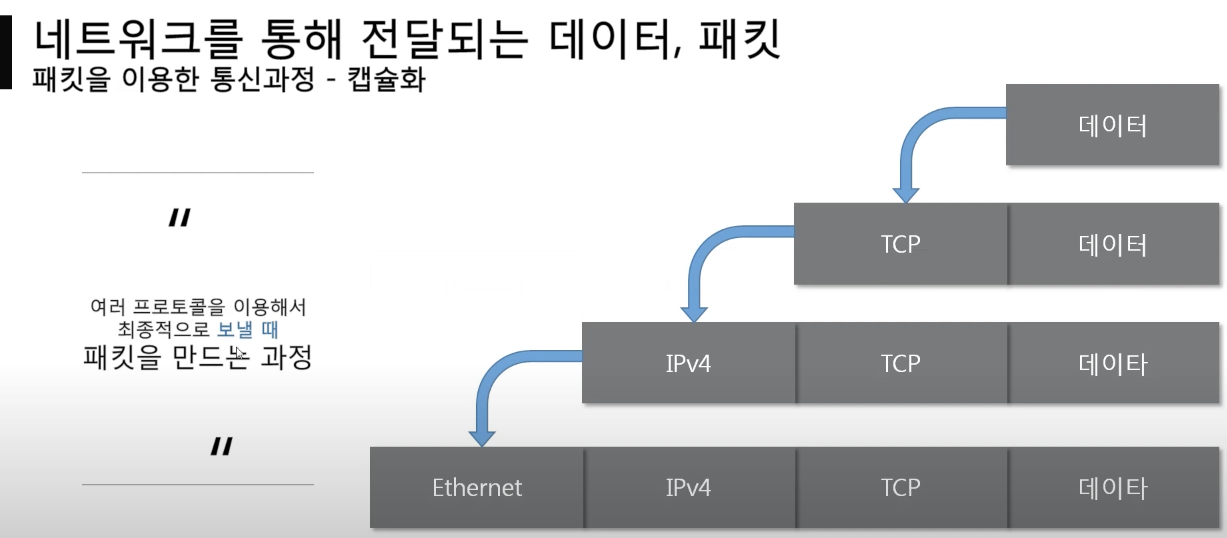 네트워크를 통해 전달되는 데이터, 패킷
패킷을 이용한 통신과정 - 캡슐화
"
여러 프로토콜을 이용해서
최종적으로 보낼 때
패킷을 만드는 과정
"
데이터
TCP 데이터
IPv4 TCP 데이타
Ethernet IPv4 TCP 데이타